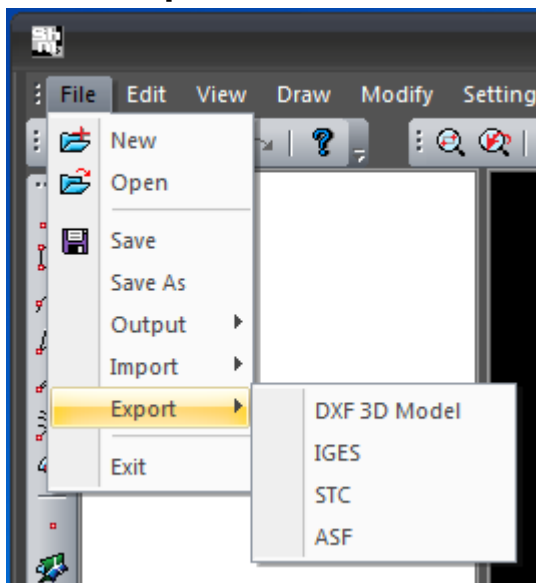 File Edit View Draw Modify Setting
New
Open
Save
Save As
Output
Import
Export
Exit
DXF 3D Model
IGES
STC
ASF